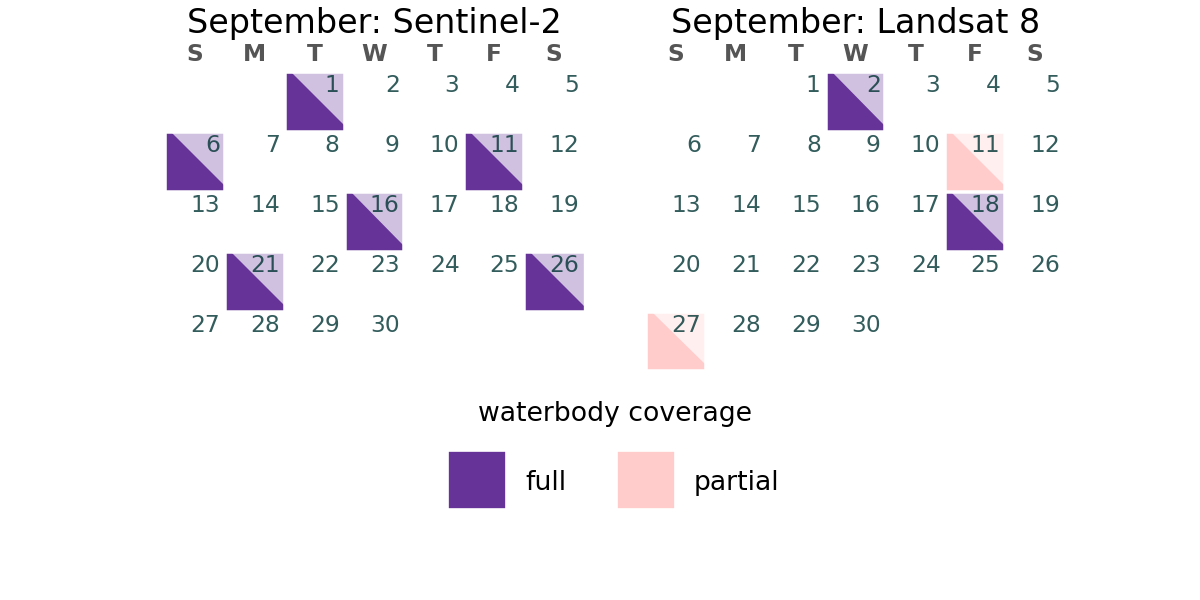 September: Sentinel-2
S M T W T F S
1 2 3 4 5
6 7 8 9 10 11 12
13 14 15 16 17 18 19
20 21 22 23 24 25 26
27 28 29 30
September: Landsat 8
S M T W T F S
1 2 3 4 5
6 7 8 9 10 11 12
13 14 15 16 17 18 19
20 21 22 23 24 25 26
27 28 29 30
waterbody coverage
full
partial